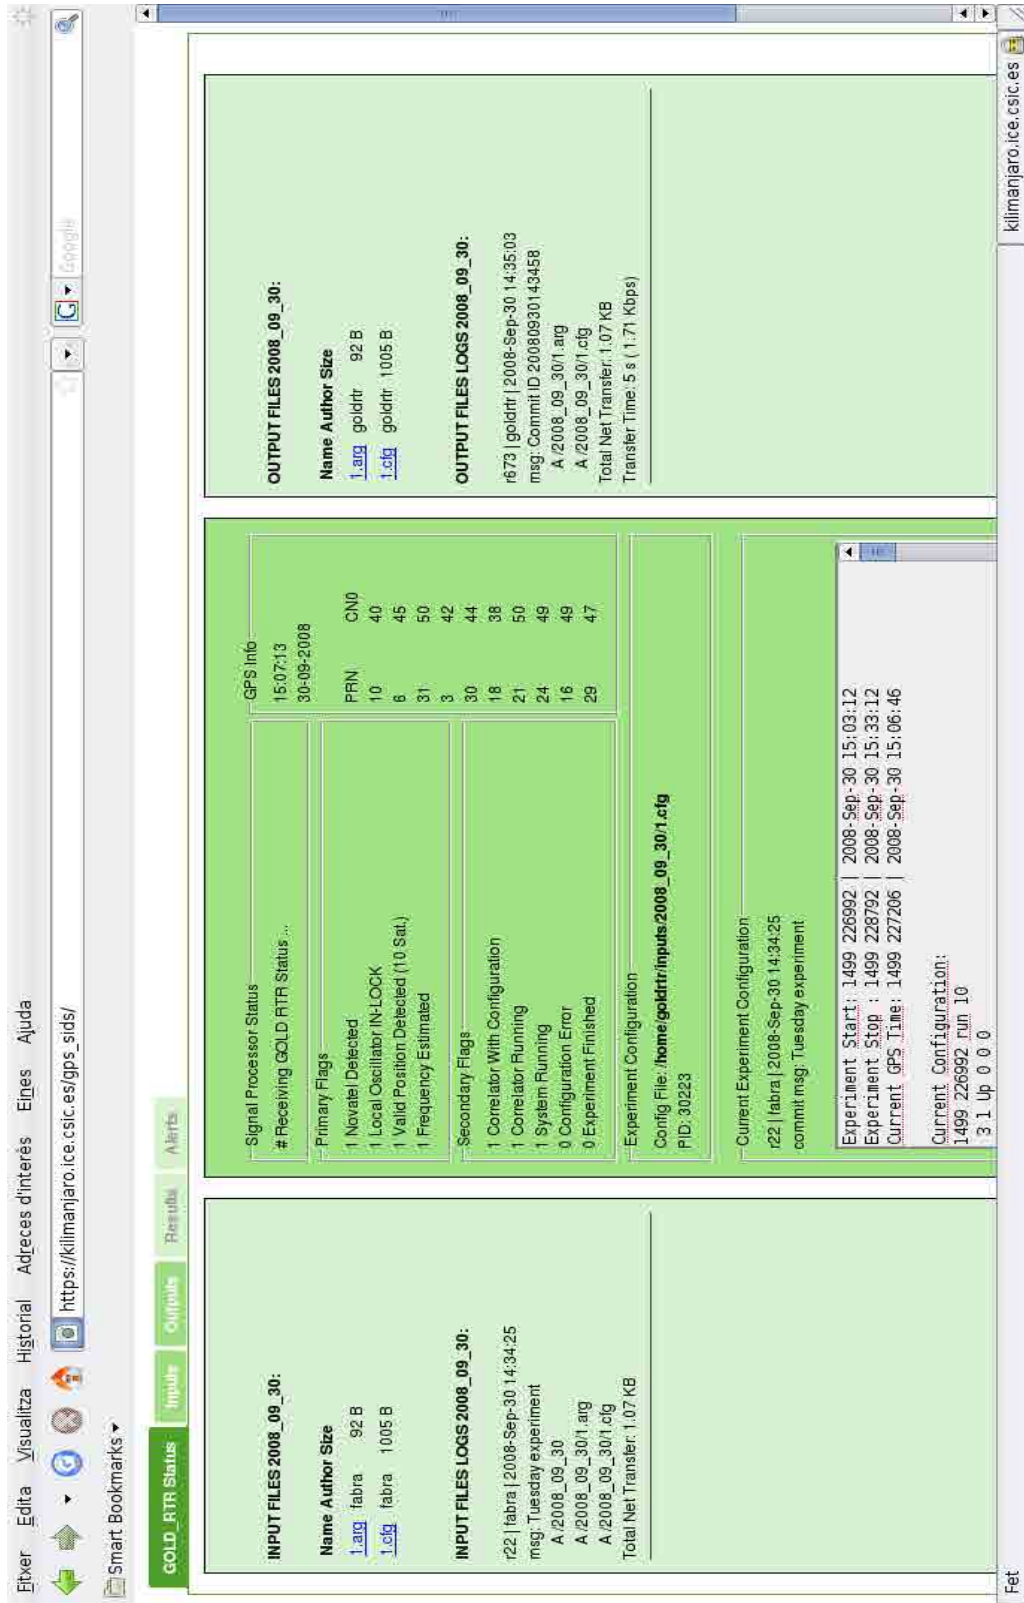 Fitxer Edita Visualitza Historial Adreces d'interès Eines Ajuda
https://kilimanjaro.ice.csic.es/gps_sids/
Google
Smart Bookmarks
GOLD_RTR Status Inputs Outputs Results Alerts
INPUT FILES 2008_09_30:
Name Author Size
1.arg fabra 92 B
1.cfg fabra 1005 B
INPUT FILES LOGS 2008_09_30:
r22 | fabra | 2008-Sep-30 14:34:25
msg: Tuesday experiment
A /2008_09_30
A /2008_09_30/1.arg
A /2008_09_30/1.cfg
Total Net Transfer: 1.07 KB
Signal Processor Status
# Receiving GOLD RTR Status ...
Primary Flags
1 Novatel Detected
1 Local Oscillator IN-LOCK
1 Valid Position Detected (10 Sat.)
1 Frequency Estimated
Secondary Flags
1 Correlator With Configuration
1 Correlator Running
1 System Running
0 Configuration Error
0 Experiment Finished
GPS Info
15:07:13
30-09-2008
PRN CN0
10 40
6 45
31 50
3 42
30 44
18 38
21 50
24 49
16 49
29 47
Experiment Configuration
Config File: /home/goldrtr/inputs/2008_09_30/1.cfg
PID: 30223
Current Experiment Configuration
r22 | fabra | 2008-Sep-30 14:34:25
commit msg: Tuesday experiment
Experiment Start: 1499 226992 | 2008-Sep-30 15:03:12
Experiment Stop : 1499 228792 | 2008-Sep-30 15:33:12
Current GPS Time: 1499 227206 | 2008-Sep-30 15:06:46
Current Configuration:
1499 226992 run 10
3 1 Up 0 0 0
OUTPUT FILES 2008_09_30:
Name Author Size
1.arg goldrtr 92 B
1.cfg goldrtr 1005 B
OUTPUT FILES LOGS 2008_09_30:
r673 | goldrtr | 2008-Sep-30 14:35:03
msg: Commit ID 20080930143458
A /2008_09_30/1.arg
A /2008_09_30/1.cfg
Total Net Transfer: 1.07 KB
Transfer Time: 5 s ( 1.71 Kbps)
Fet
kilimanjaro.ice.csic.es